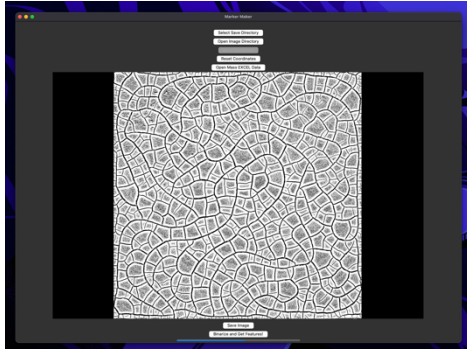 Marker Maker
Select Save Directory
Open Image Directory
Reset Coordinates
Open Mass EXCEL Data
Save Image
Binarize and Get Features!